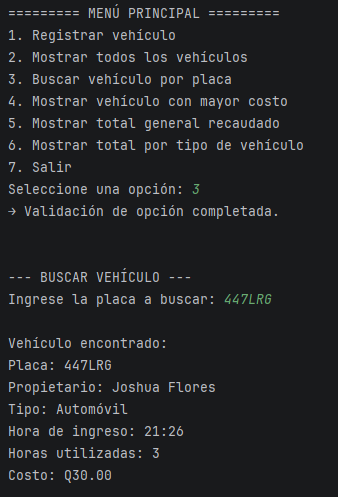 ========= MENÚ PRINCIPAL =========
1. Registrar vehículo
2. Mostrar todos los vehículos
3. Buscar vehículo por placa
4. Mostrar vehículo con mayor costo
5. Mostrar total general recaudado
6. Mostrar total por tipo de vehículo
7. Salir
Seleccione una opción: 3
→ Validación de opción completada.
--- BUSCAR VEHÍCULO ---
Ingrese la placa a buscar: 447LRG
Vehículo encontrado:
Placa: 447LRG
Propietario: Joshua Flores
Tipo: Automóvil
Hora de ingreso: 21:26
Horas utilizadas: 3
Costo: Q30.00